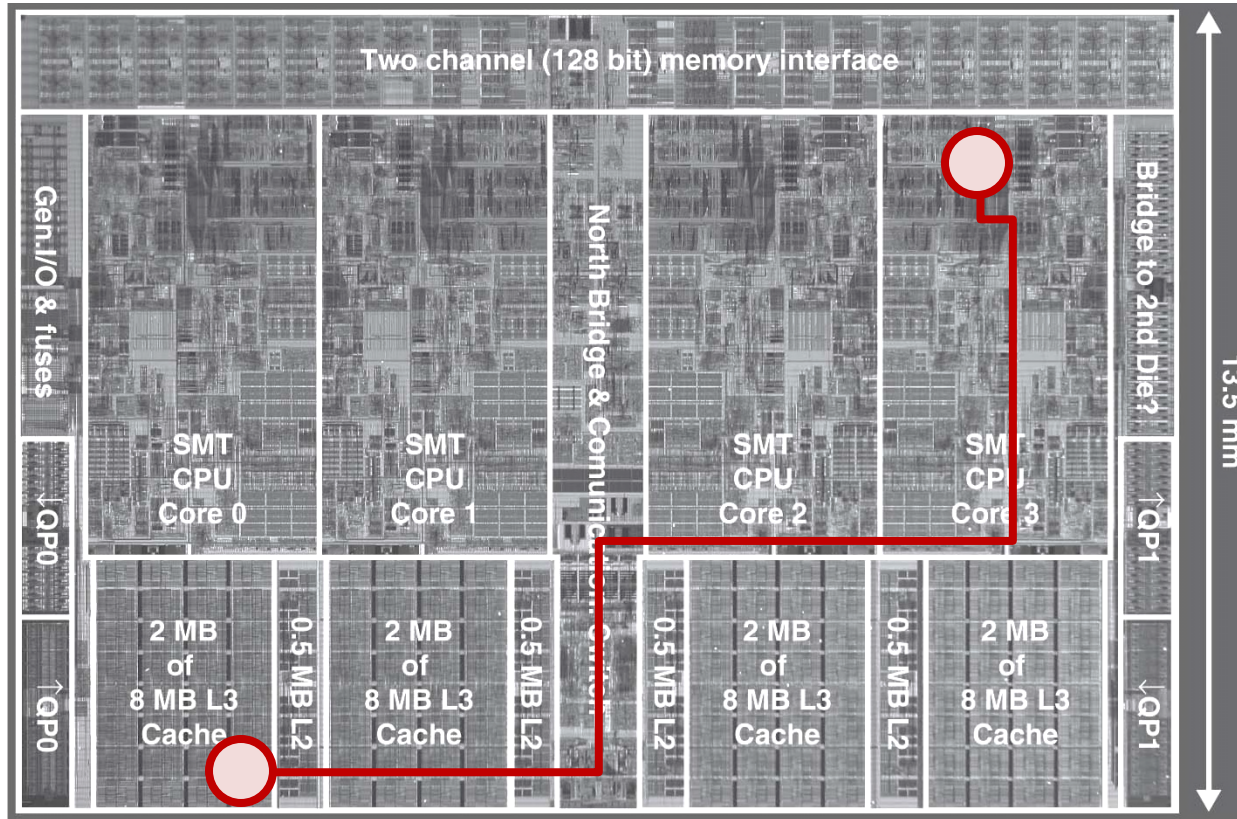 Two channel (128 bit) memory interface
Gen.I/O & fuses
↓QP0
↑QP0
SMT
CPU
Core 0
SMT
CPU
Core 1
North Bridge & Comunication Switch
SMT
CPU
Core 2
SMT
CPU
Core 3
Bridge to 2nd Die?
↑QP1
↓QP1
13.5 mm
2 MB
of
8 MB L3
Cache
0.5 MB L2
2 MB
of
8 MB L3
Cache
0.5 MB L2
0.5 MB L2
2 MB
of
8 MB L3
Cache
0.5 MB L2
2 MB
of
8 MB L3
Cache